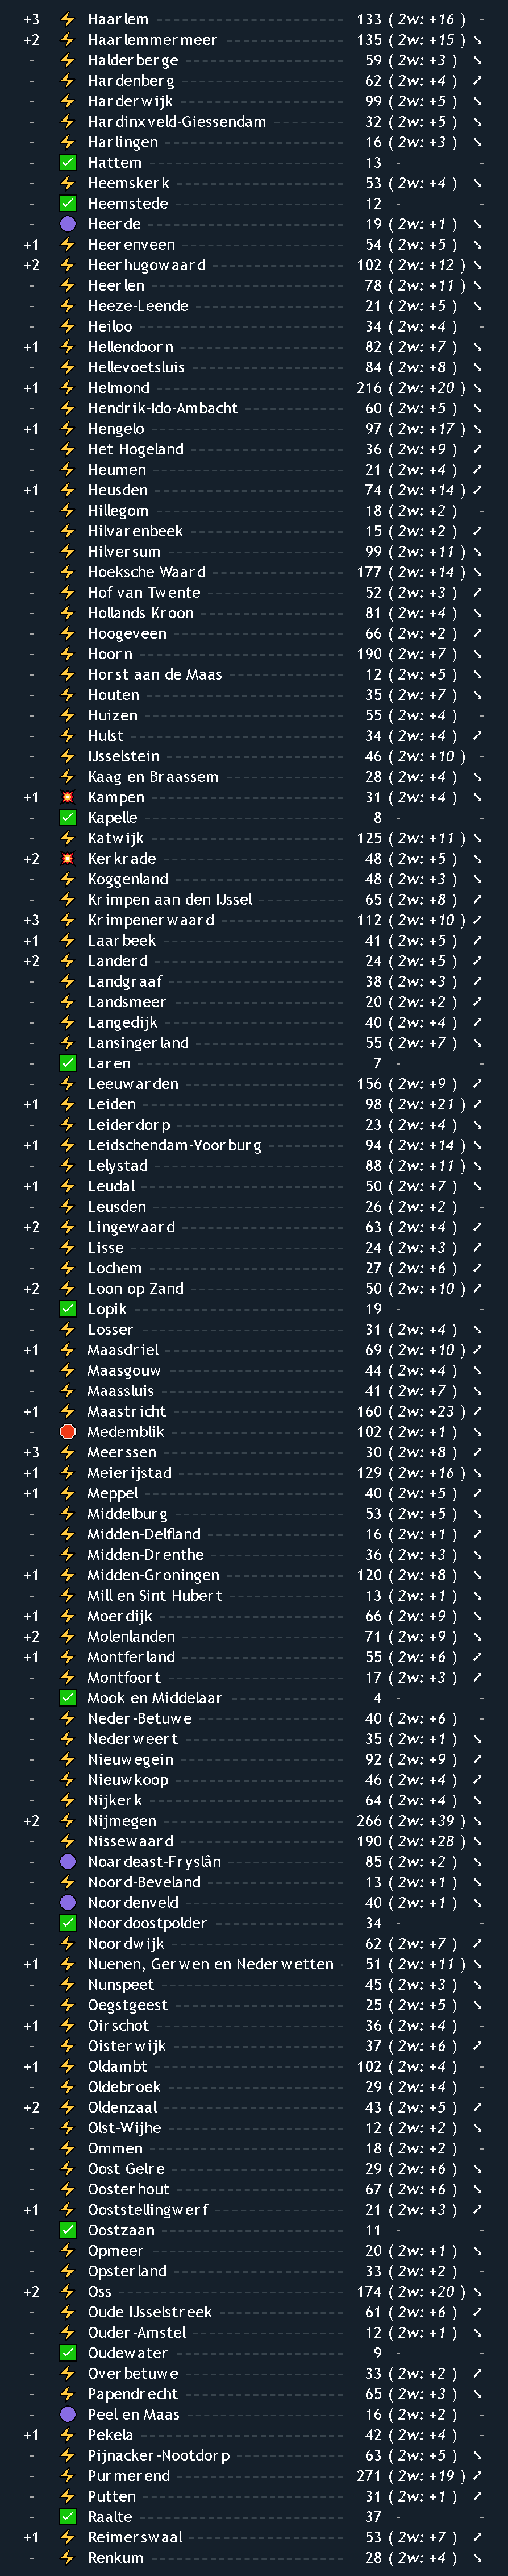 +3 ⚡ Haarlem 133 ( 2w: +16 ) -
+2 ⚡ Haarlemmermeer 135 ( 2w: +15 ) ↘
- ⚡ Halderberge 59 ( 2w: +3 ) ↘
- ⚡ Hardenberg 62 ( 2w: +4 ) ↗
- ⚡ Harderwijk 99 ( 2w: +5 ) ↘
- ⚡ Hardinxveld-Giessendam 32 ( 2w: +5 ) ↘
- ⚡ Harlingen 16 ( 2w: +3 ) ↘
- ✅ Hattem 13 - -
- ⚡ Heemskerk 53 ( 2w: +4 ) ↘
- ✅ Heemstede 12 - -
- 🟣 Heerde 19 ( 2w: +1 ) ↘
+1 ⚡ Heerenveen 54 ( 2w: +5 ) ↘
+2 ⚡ Heerhugowaard 102 ( 2w: +12 ) ↘
- ⚡ Heerlen 78 ( 2w: +11 ) ↘
- ⚡ Heeze-Leende 21 ( 2w: +5 ) ↘
- ⚡ Heiloo 34 ( 2w: +4 ) -
+1 ⚡ Hellendoorn 82 ( 2w: +7 ) ↘
- ⚡ Hellevoetsluis 84 ( 2w: +8 ) ↘
+1 ⚡ Helmond 216 ( 2w: +20 ) ↘
- ⚡ Hendrik-Ido-Ambacht 60 ( 2w: +5 ) ↘
+1 ⚡ Hengelo 97 ( 2w: +17 ) ↘
- ⚡ Het Hogeland 36 ( 2w: +9 ) ↗
- ⚡ Heumen 21 ( 2w: +4 ) ↗
+1 ⚡ Heusden 74 ( 2w: +14 ) ↗
- ⚡ Hillegom 18 ( 2w: +2 ) -
- ⚡ Hilvarenbeek 15 ( 2w: +2 ) ↗
- ⚡ Hilversum 99 ( 2w: +11 ) ↘
- ⚡ Hoeksche Waard 177 ( 2w: +14 ) ↘
- ⚡ Hof van Twente 52 ( 2w: +3 ) ↗
- ⚡ Hollands Kroon 81 ( 2w: +4 ) ↘
- ⚡ Hoogeveen 66 ( 2w: +2 ) ↗
- ⚡ Hoorn 190 ( 2w: +7 ) ↘
- ⚡ Horst aan de Maas 12 ( 2w: +5 ) ↘
- ⚡ Houten 35 ( 2w: +7 ) ↘
- ⚡ Huizen 55 ( 2w: +4 ) -
- ⚡ Hulst 34 ( 2w: +4 ) ↗
- ⚡ IJsselstein 46 ( 2w: +10 ) -
- ⚡ Kaag en Braassem 28 ( 2w: +4 ) ↘
+1 💥 Kampen 31 ( 2w: +4 ) ↘
- ✅ Kapelle 8 - -
- ⚡ Katwijk 125 ( 2w: +11 ) ↘
+2 💥 Kerkrade 48 ( 2w: +5 ) ↘
- ⚡ Koggenland 48 ( 2w: +3 ) ↘
- ⚡ Krimpen aan den IJssel 65 ( 2w: +8 ) ↗
+3 ⚡ Krimpenerwaard 112 ( 2w: +10 ) ↗
+1 ⚡ Laarbeek 41 ( 2w: +5 ) ↗
+2 ⚡ Landerd 24 ( 2w: +5 ) ↗
- ⚡ Landgraaf 38 ( 2w: +3 ) ↗
- ⚡ Landsmeer 20 ( 2w: +2 ) ↗
- ⚡ Langedijk 40 ( 2w: +4 ) ↗
- ⚡ Lansingerland 55 ( 2w: +7 ) ↘
- ✅ Laren 7 - -
- ⚡ Leeuwarden 156 ( 2w: +9 ) ↗
+1 ⚡ Leiden 98 ( 2w: +21 ) ↗
- ⚡ Leiderdorp 23 ( 2w: +4 ) ↘
+1 ⚡ Leidschendam-Voorburg 94 ( 2w: +14 ) ↘
- ⚡ Lelystad 88 ( 2w: +11 ) ↘
+1 ⚡ Leudal 50 ( 2w: +7 ) ↘
- ⚡ Leusden 26 ( 2w: +2 ) -
+2 ⚡ Lingewaard 63 ( 2w: +4 ) ↗
- ⚡ Lisse 24 ( 2w: +3 ) ↗
- ⚡ Lochem 27 ( 2w: +6 ) ↗
+2 ⚡ Loon op Zand 50 ( 2w: +10 ) ↗
- ✅ Lopik 19 - -
- ⚡ Losser 31 ( 2w: +4 ) ↘
+1 ⚡ Maasdriel 69 ( 2w: +10 ) ↗
- ⚡ Maasgouw 44 ( 2w: +4 ) ↘
- ⚡ Maassluis 41 ( 2w: +7 ) ↘
+1 ⚡ Maastricht 160 ( 2w: +23 ) ↗
- 🛑 Medemblik 102 ( 2w: +1 ) ↘
+3 ⚡ Meerssen 30 ( 2w: +8 ) ↗
+1 ⚡ Meierijstad 129 ( 2w: +16 ) ↘
+1 ⚡ Meppel 40 ( 2w: +5 ) ↗
- ⚡ Middelburg 53 ( 2w: +5 ) ↘
- ⚡ Midden-Delfland 16 ( 2w: +1 ) ↗
- ⚡ Midden-Drenthe 36 ( 2w: +3 ) ↘
+1 ⚡ Midden-Groningen 120 ( 2w: +8 ) ↘
- ⚡ Mill en Sint Hubert 13 ( 2w: +1 ) ↘
+1 ⚡ Moerdijk 66 ( 2w: +9 ) ↘
+2 ⚡ Molenlanden 71 ( 2w: +9 ) ↘
+1 ⚡ Montferland 55 ( 2w: +6 ) ↗
- ⚡ Montfoort 17 ( 2w: +3 ) ↗
- ✅ Mook en Middelaar 4 - -
- ⚡ Neder-Betuwe 40 ( 2w: +6 ) -
- ⚡ Nederweert 35 ( 2w: +1 ) ↘
- ⚡ Nieuwegein 92 ( 2w: +9 ) ↗
- ⚡ Nieuwkoop 46 ( 2w: +4 ) ↗
- ⚡ Nijkerk 64 ( 2w: +4 ) ↘
+2 ⚡ Nijmegen 266 ( 2w: +39 ) ↘
- ⚡ Nissewaard 190 ( 2w: +28 ) ↘
- 🟣 Noardeast-Fryslân 85 ( 2w: +2 ) ↘
- ⚡ Noord-Beveland 13 ( 2w: +1 ) ↘
- 🟣 Noordenveld 40 ( 2w: +1 ) ↘
- ✅ Noordoostpolder 34 - -
- ⚡ Noordwijk 62 ( 2w: +7 ) ↗
+1 ⚡ Nuenen, Gerwen en Nederwetten 51 ( 2w: +11 ) ↘
- ⚡ Nunspeet 45 ( 2w: +3 ) ↘
- ⚡ Oegstgeest 25 ( 2w: +5 ) ↘
+1 ⚡ Oirschot 36 ( 2w: +4 ) -
- ⚡ Oisterwijk 37 ( 2w: +6 ) ↗
+1 ⚡ Oldambt 102 ( 2w: +4 ) -
- ⚡ Oldebroek 29 ( 2w: +4 ) -
+2 ⚡ Oldenzaal 43 ( 2w: +5 ) ↗
- ⚡ Olst-Wijhe 12 ( 2w: +2 ) ↘
- ⚡ Ommen 18 ( 2w: +2 ) -
- ⚡ Oost Gelre 29 ( 2w: +6 ) ↘
- ⚡ Oosterhout 67 ( 2w: +6 ) ↘
+1 ⚡ Ooststellingwerf 21 ( 2w: +3 ) ↗
- ✅ Oostzaan 11 - -
- ⚡ Opmeer 20 ( 2w: +1 ) ↘
- ⚡ Opsterland 33 ( 2w: +2 ) -
+2 ⚡ Oss 174 ( 2w: +20 ) ↘
- ⚡ Oude IJsselstreek 61 ( 2w: +6 ) ↗
- ⚡ Ouder-Amstel 12 ( 2w: +1 ) ↘
- ✅ Oudewater 9 - -
- ⚡ Overbetuwe 33 ( 2w: +2 ) ↗
- ⚡ Papendrecht 65 ( 2w: +3 ) ↘
- 🟣 Peel en Maas 16 ( 2w: +2 ) -
+1 ⚡ Pekela 42 ( 2w: +4 ) -
- ⚡ Pijnacker-Nootdorp 63 ( 2w: +5 ) ↘
- ⚡ Purmerend 271 ( 2w: +19 ) ↗
- ⚡ Putten 31 ( 2w: +1 ) ↗
- ✅ Raalte 37 - -
+1 ⚡ Reimerswaal 53 ( 2w: +7 ) ↗
- ⚡ Renkum 28 ( 2w: +4 ) ↘